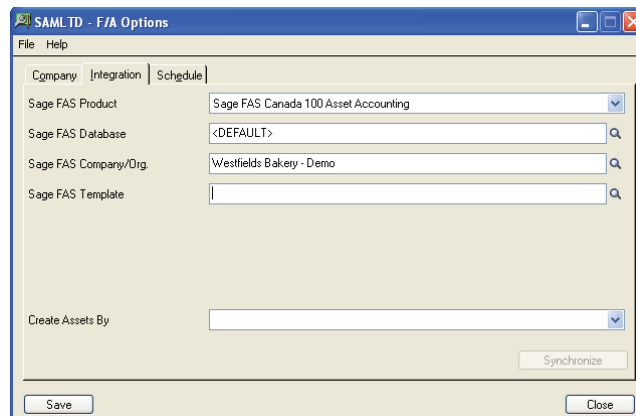 SAMLTD - F/A Options
File Help
Company Integration Schedule
Sage FAS Product Sage FAS Canada 100 Asset Accounting
Sage FAS Database <DEFAULT>
Sage FAS Company/Org. Westfields Bakery - Demo
Sage FAS Template
Create Assets By
Synchronize
Save Close